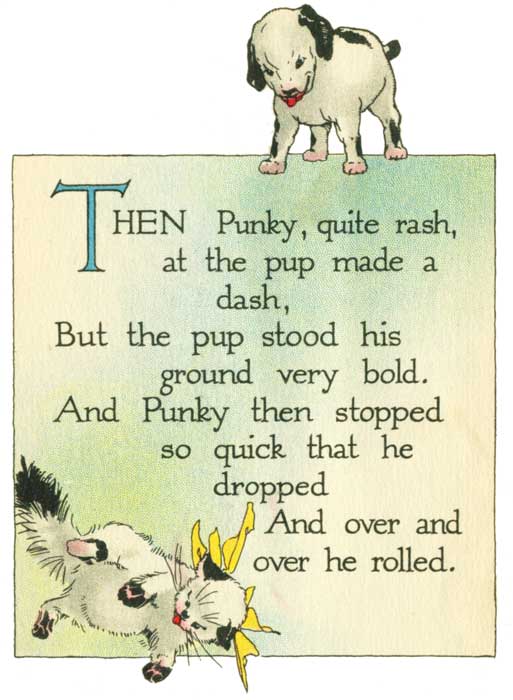 THEN Punky, quite rash,
at the pup made a
dash,
But the pup stood his
ground very bold.
And Punky then stopped
so quick that he
dropped
And over and
over he rolled.